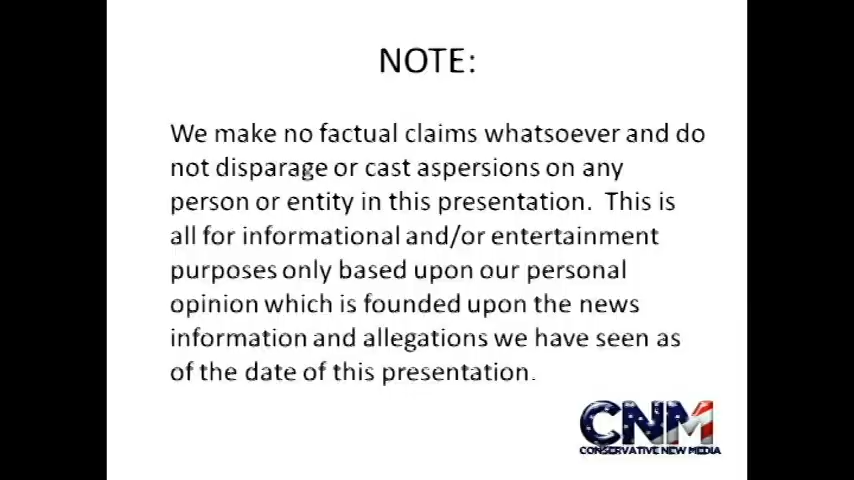 NOTE:
We make no factual claims whatsoever and do
not disparage or cast aspersions on any
person or entity in this presentation. This is
all for informational and/or entertainment
purposes only based upon our personal
opinion which is founded upon the news
information and allegations we have seen as
of the date of this presentation.
CNM
CONSERVATIVE NEW MEDIA